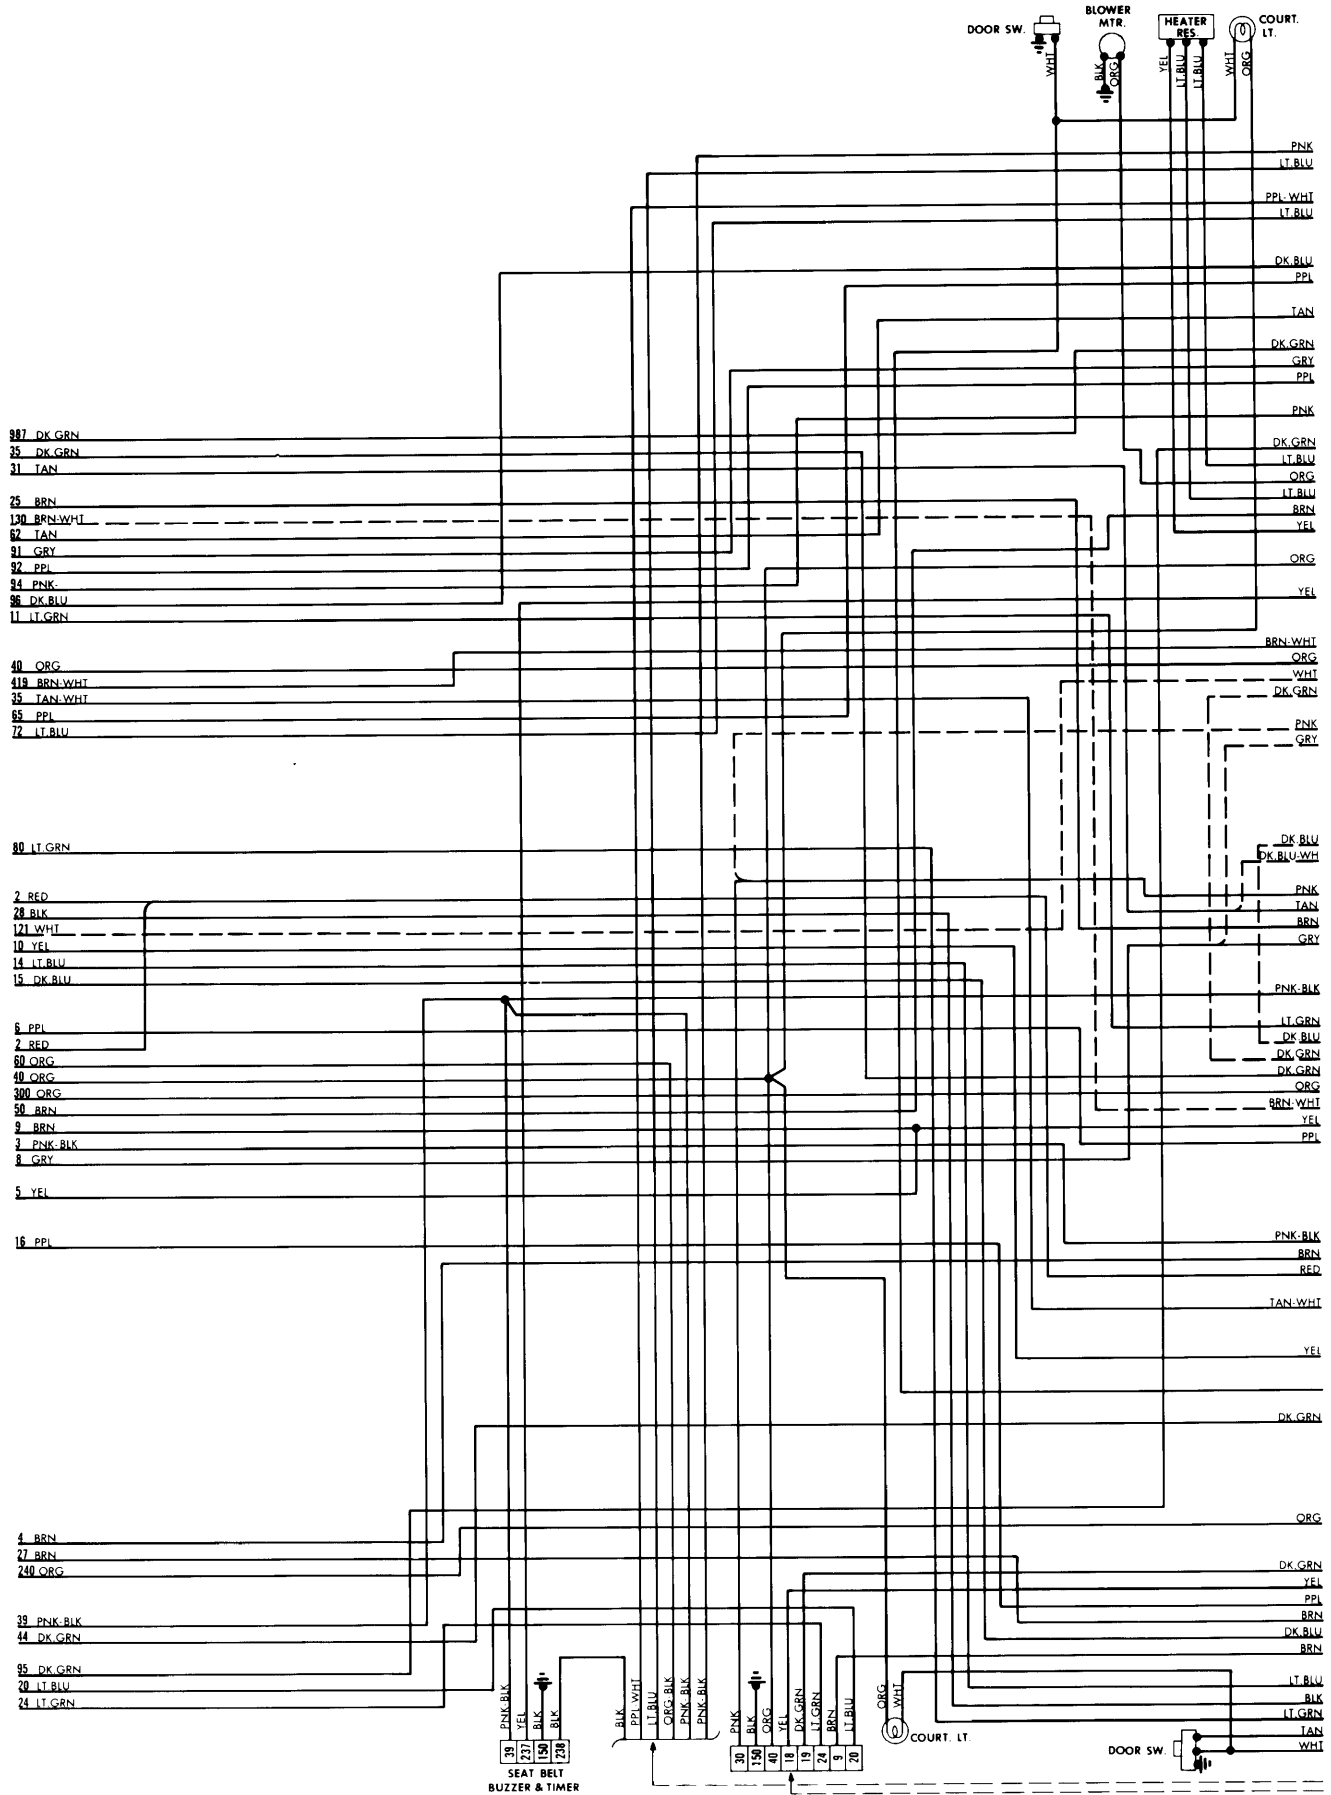 DOOR SW.
BLOWER
MTR.
HEATER
RES.
COURT.
LT.
WHT
BLK
ORG
YEL
LT.BLU
LT.BLU
WHT
ORG
PNK
LT.BLU
PPL-WHT
LT.BLU
DK.BLU
PPL
TAN
DK.GRN
GRY
PPL
PNK
987 DK GRN
35 DK.GRN
31 TAN
25 BRN
130 BRN-WHT
62 TAN
91 GRY
92 PPL
94 PNK-
96 DK.BLU
11 LT.GRN
DK.GRN
LT.BLU
ORG
LT.BLU
BRN
YEL
ORG
YEL
40 ORG
419 BRN-WHT
35 TAN-WHT
65 PPL
72 LT.BLU
BRN-WHT
ORG
WHT
DK.GRN
PNK
GRY
80 LT.GRN
2 RED
28 BLK
121 WHT
10 YEL
14 LT.BLU
15 DK.BLU
6 PPL
2 RED
60 ORG
40 ORG
300 ORG
50 BRN
9 BRN
3 PNK-BLK
8 GRY
5 YEL
16 PPL
DK.BLU
DK.BLU-WH
PNK
TAN
BRN
GRY
PNK-BLK
LT.GRN
DK.BLU
DK.GRN
DK.GRN
ORG
BRN-WHT
YEL
PPL
PNK-BLK
BRN
RED
TAN-WHT
YEL
DK.GRN
4 BRN
27 BRN
240 ORG
39 PNK-BLK
44 DK.GRN
95 DK.GRN
20 LT.BLU
24 LT.GRN
ORG
DK.GRN
YEL
PPL
BRN
DK.BLU
BRN
LT.BLU
BLK
LT.GRN
TAN
WHT
PNK-BLK
YEL
BLK
BLK
BLK
PPL WHT
LT.BLU
ORG-BLK
PNK-BLK
PNK-BLK
PNK
BLK
ORG
YEL
DK.GRN
LT.GRN
BRN
LT.BLU
ORG
WHT
39
237
150
238
30
150
40
18
19
24
9
20
SEAT BELT
BUZZER & TIMER
COURT. LT.
DOOR SW.